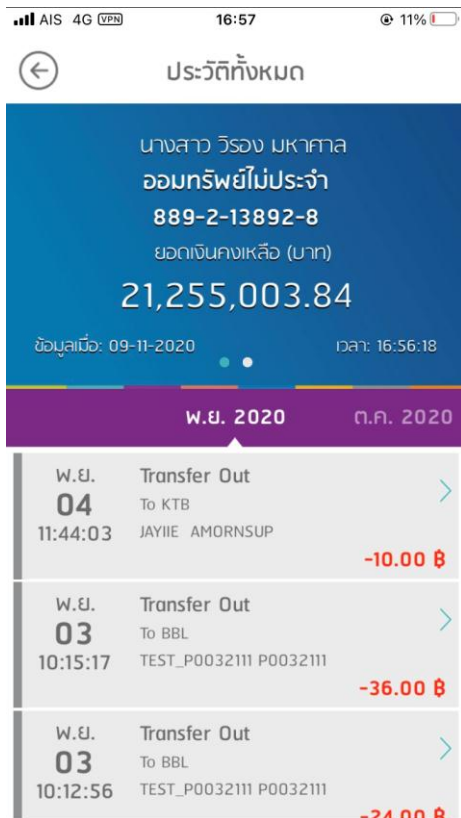 AIS 4G VPN 16:57 11%
ประวัติทั้งหมด
นางสาว วิรอง มหาศาล
ออมทรัพย์ไม่ประจำ
889-2-13892-8
ยอดเงินคงเหลือ (บาท)
21,255,003.84
ข้อมูลเมื่อ: 09-11-2020 เวลา: 16:56:18
พ.ย. 2020 ต.ค. 2020
พ.ย. Transfer Out
04 To KTB
11:44:03 JAYIIE AMORNSUP
-10.00 ฿
พ.ย. Transfer Out
03 To BBL
10:15:17 TEST_P0032111 P0032111
-36.00 ฿
พ.ย. Transfer Out
03 To BBL
10:12:56 TEST_P0032111 P0032111
-24.00 ฿